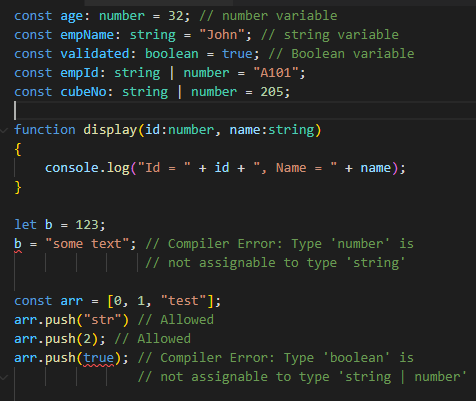 const age: number = 32; // number variable
const empName: string = "John"; // string variable
const validated: boolean = true; // Boolean variable
const empId: string | number = "A101";
const cubeNo: string | number = 205;
function display(id:number, name:string)
{
console.log("Id = " + id + ", Name = " + name);
}
let b = 123;
b = "some text"; // Compiler Error: Type 'number' is
// not assignable to type 'string'
const arr = [0, 1, "test"];
arr.push("str") // Allowed
arr.push(2); // Allowed
arr.push(true); // Compiler Error: Type 'boolean' is
// not assignable to type 'string | number'